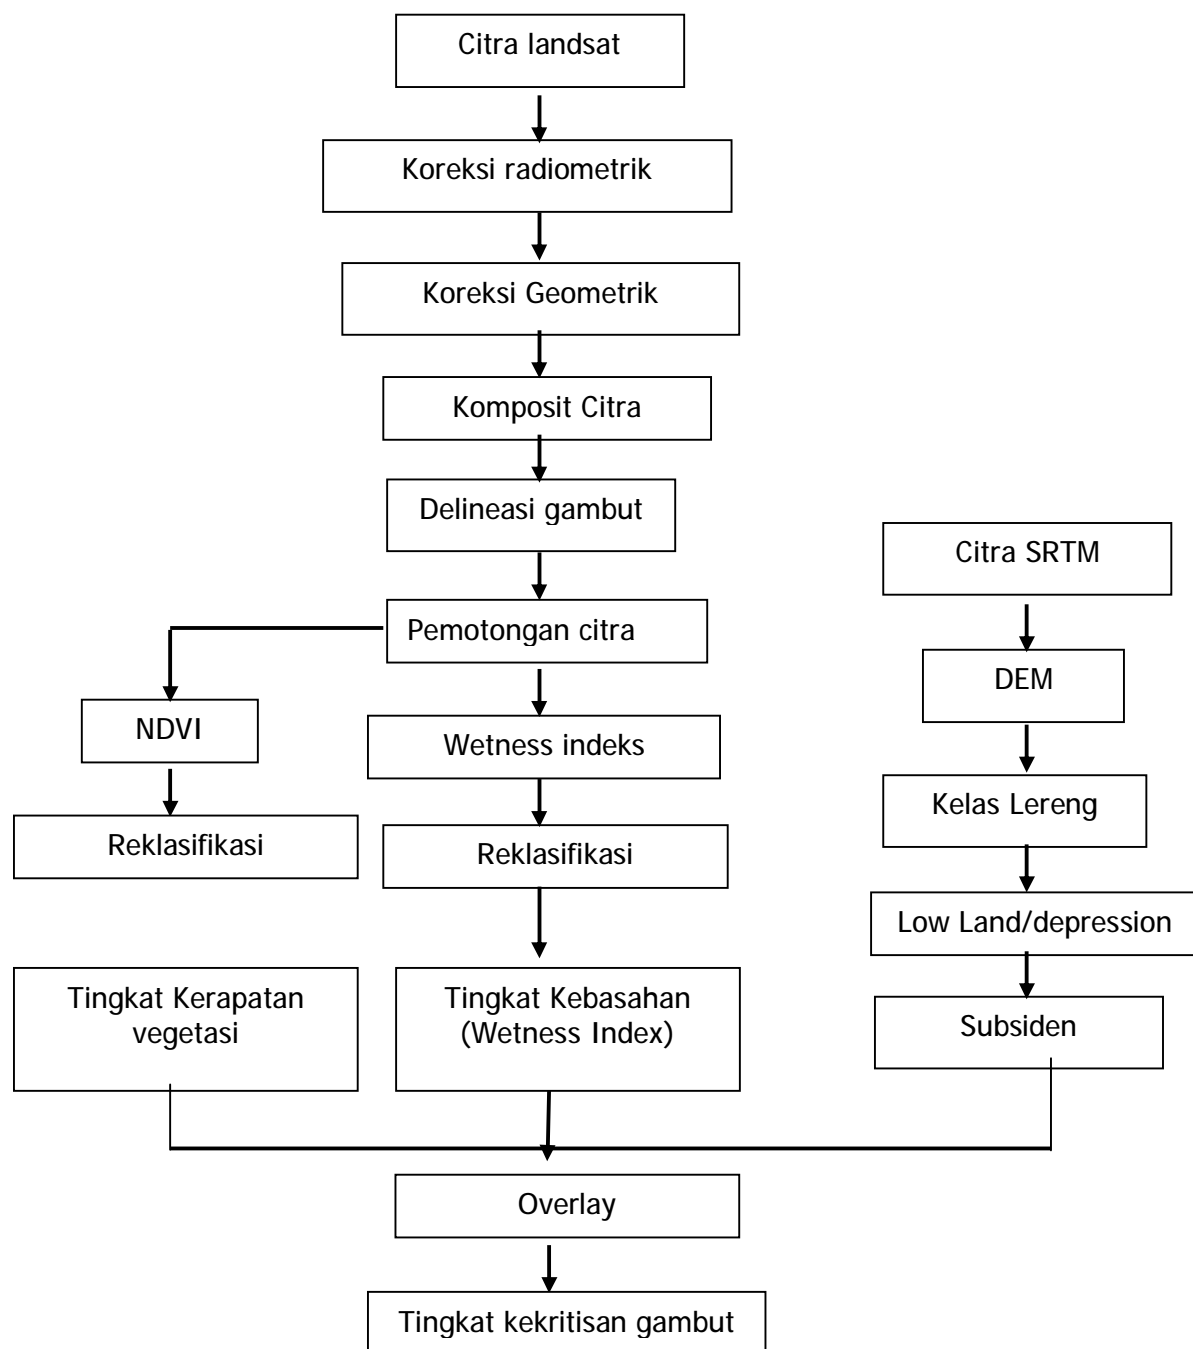 Citra landsat
Koreksi radiometrik
Koreksi Geometrik
Komposit Citra
Delineasi gambut
Citra SRTM
Pemotongan citra
DEM
NDVI
Wetness indeks
Kelas Lereng
Reklasifikasi
Reklasifikasi
Low Land/depression
Tingkat Kerapatan
vegetasi
Tingkat Kebasahan
(Wetness Index)
Subsiden
Overlay
Tingkat kekritisan gambut